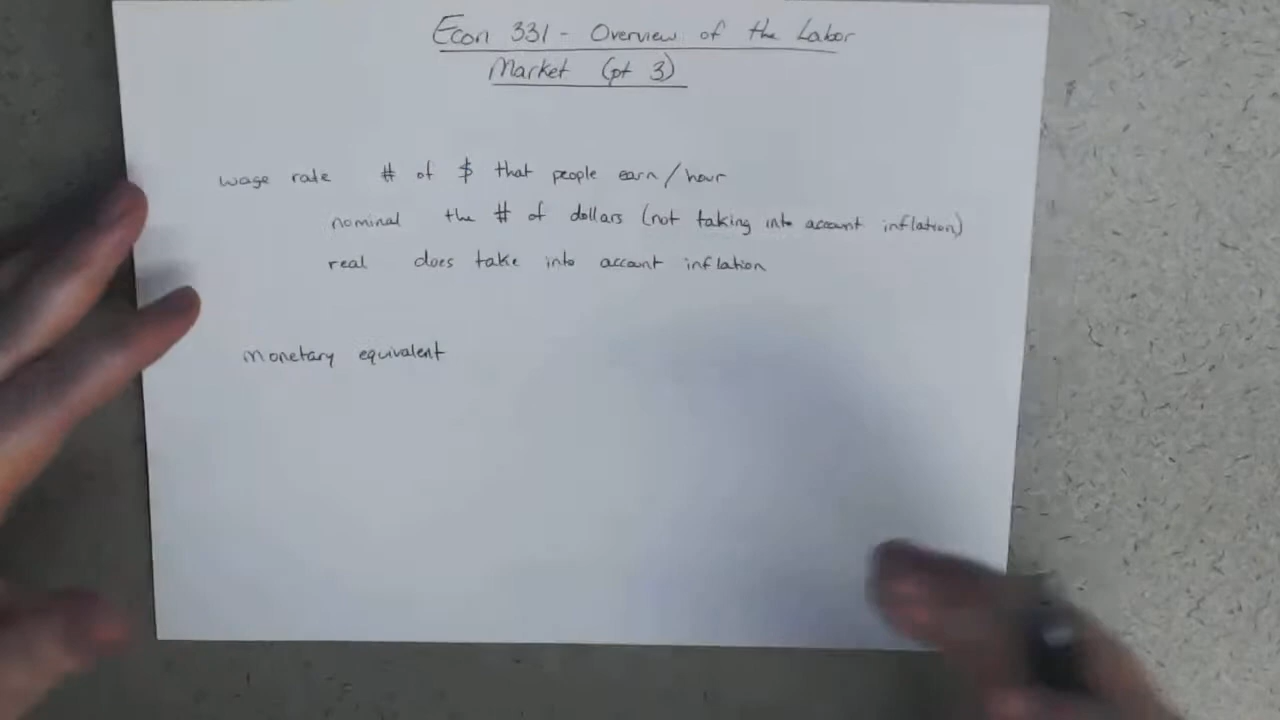 Econ 331 - Overview of the Labor
Market (pt 3)
wage rate # of $ that people earn/hour
nominal the # of dollars (not taking into account inflation)
real does take into account inflation
monetary equivalent